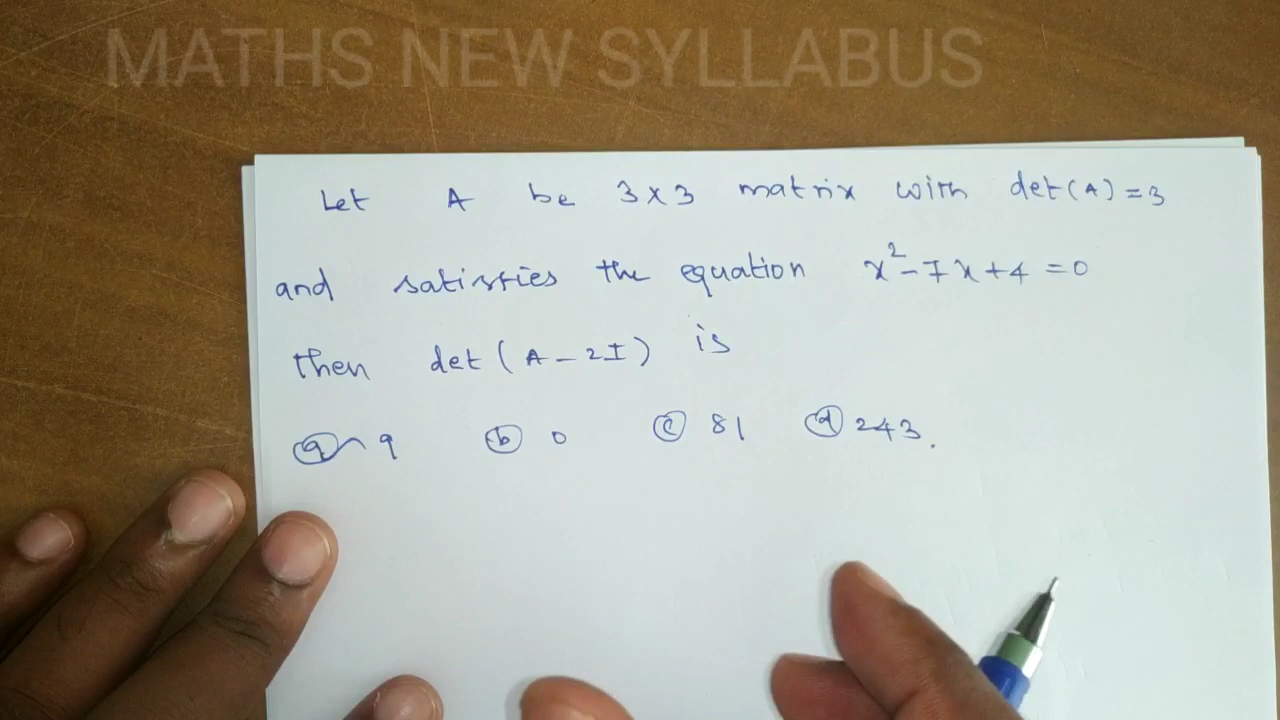 MATHS NEW SYLLABUS
Let A be 3x3 matrix with det(A) = 3
and satisfies the equation x² - 7x + 4 = 0
then det(A - 2I) is
(a) 9 (b) 0 (c) 81 (d) 243.